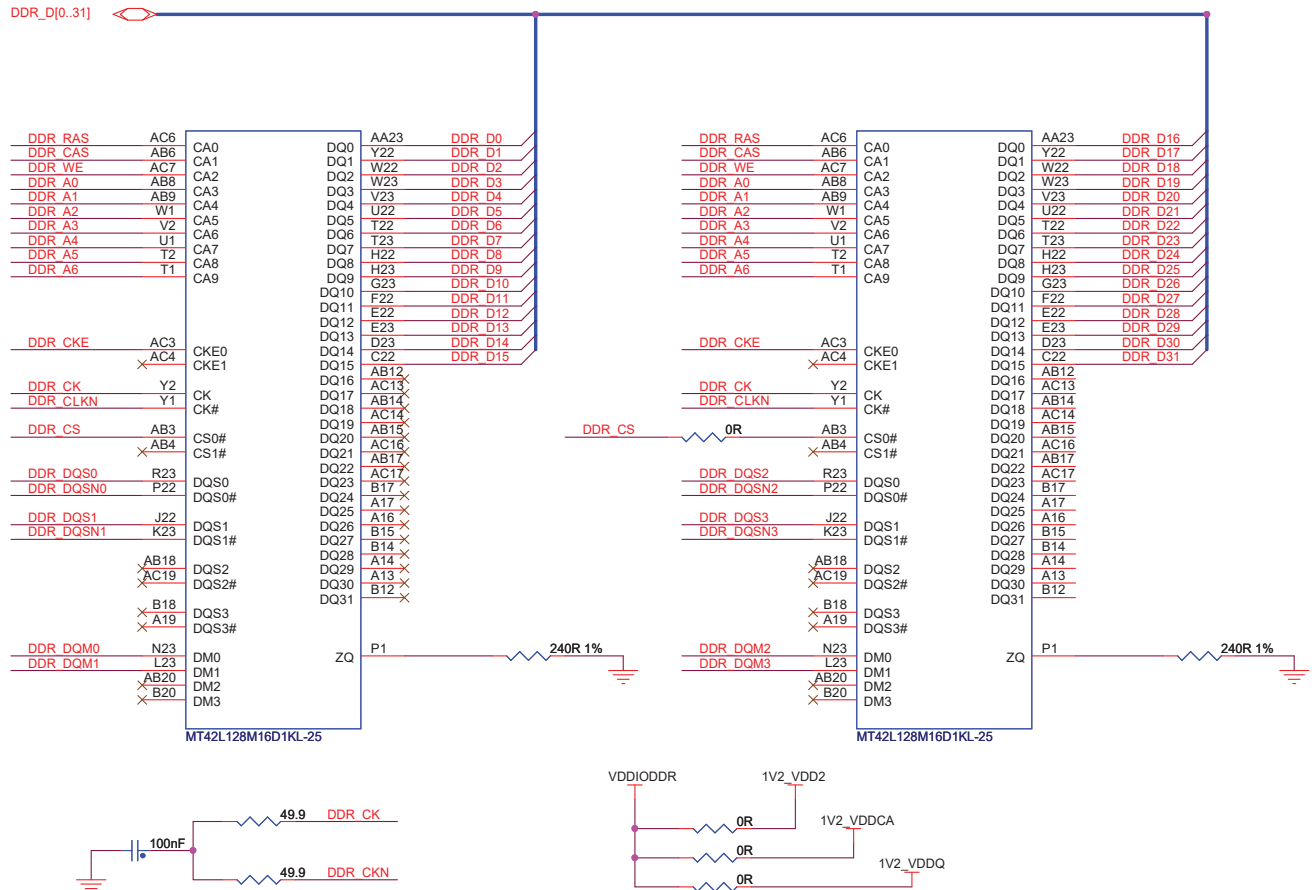 DDR_D[0..31]
DDR_RAS AC6 CA0 DQ0 AA23 DDR_D0
DDR_CAS AB6 CA1 DQ1 Y22 DDR_D1
DDR_WE AC7 CA2 DQ2 W22 DDR_D2
DDR_A0 AB8 CA3 DQ3 W23 DDR_D3
DDR_A1 AB9 CA4 DQ4 V23 DDR_D4
DDR_A2 W1 CA5 DQ5 U22 DDR_D5
DDR_A3 V2 CA6 DQ6 T22 DDR_D6
DDR_A4 U1 CA7 DQ7 T23 DDR_D7
DDR_A5 T2 CA8 DQ8 H22 DDR_D8
DDR_A6 T1 CA9 DQ9 H23 DDR_D9
DQ10 G23 DDR_D10
DQ11 F22 DDR_D11
DQ12 E22 DDR_D12
DQ13 E23 DDR_D13
DDR_CKE AC3 CKE0 DQ14 D23 DDR_D14
AC4 CKE1 DQ15 C22 DDR_D15
DQ16 AB12
DDR_CK Y2 CK DQ17 AC13
DDR_CLKN Y1 CK# DQ18 AB14
DQ19 AC14
DDR_CS AB3 CS0# DQ20 AB15
AB4 CS1# DQ21 AC16
DQ22 AB17
DDR_DQS0 R23 DQS0 DQ23 AC17
DDR_DQSN0 P22 DQS0# DQ24 B17
DQ25 A17
DDR_DQS1 J22 DQS1 DQ26 A16
DDR_DQSN1 K23 DQS1# DQ27 B15
DQ28 B14
AB18 DQS2 DQ29 A14
AC19 DQS2# DQ30 A13
DQ31 B12
B18 DQS3
A19 DQS3#
DDR_DQM0 N23 DM0 ZQ P1 240R 1%
DDR_DQM1 L23 DM1
AB20 DM2
B20 DM3
MT42L128M16D1KL-25
DDR_RAS AC6 CA0 DQ0 AA23 DDR_D16
DDR_CAS AB6 CA1 DQ1 Y22 DDR_D17
DDR_WE AC7 CA2 DQ2 W22 DDR_D18
DDR_A0 AB8 CA3 DQ3 W23 DDR_D19
DDR_A1 AB9 CA4 DQ4 V23 DDR_D20
DDR_A2 W1 CA5 DQ5 U22 DDR_D21
DDR_A3 V2 CA6 DQ6 T22 DDR_D22
DDR_A4 U1 CA7 DQ7 T23 DDR_D23
DDR_A5 T2 CA8 DQ8 H22 DDR_D24
DDR_A6 T1 CA9 DQ9 H23 DDR_D25
DQ10 G23 DDR_D26
DQ11 F22 DDR_D27
DQ12 E22 DDR_D28
DQ13 E23 DDR_D29
DDR_CKE AC3 CKE0 DQ14 D23 DDR_D30
AC4 CKE1 DQ15 C22 DDR_D31
DQ16 AB12
DDR_CK Y2 CK DQ17 AC13
DDR_CLKN Y1 CK# DQ18 AB14
DQ19 AC14
DDR_CS 0R AB3 CS0# DQ20 AB15
AB4 CS1# DQ21 AC16
DQ22 AB17
DDR_DQS2 R23 DQS0 DQ23 AC17
DDR_DQSN2 P22 DQS0# DQ24 B17
DQ25 A17
DDR_DQS3 J22 DQS1 DQ26 A16
DDR_DQSN3 K23 DQS1# DQ27 B15
DQ28 B14
AB18 DQS2 DQ29 A14
AC19 DQS2# DQ30 A13
DQ31 B12
B18 DQS3
A19 DQS3#
DDR_DQM2 N23 DM0 ZQ P1 240R 1%
DDR_DQM3 L23 DM1
AB20 DM2
B20 DM3
MT42L128M16D1KL-25
49.9 DDR_CK
100nF
49.9 DDR_CKN
VDDIODDR 1V2_VDD2
0R 1V2_VDDCA
0R 1V2_VDDQ
0R